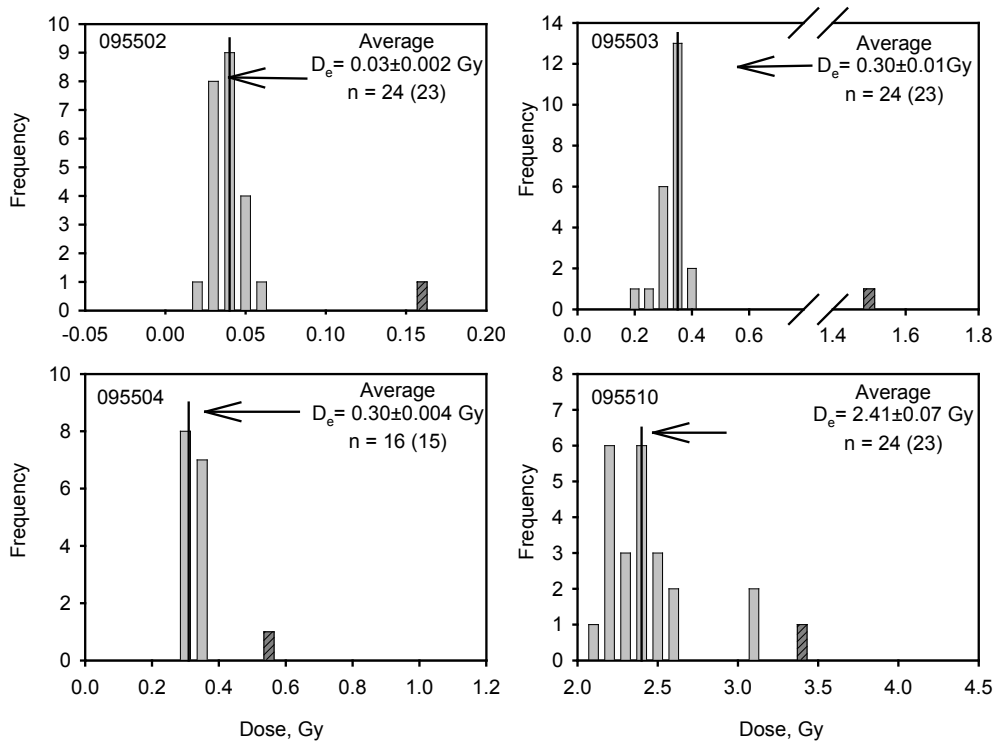 095502
Average
De= 0.03±0.002 Gy
n = 24 (23)
Frequency
10
9
8
7
6
5
4
3
2
1
0
-0.05 0.00 0.05 0.10 0.15 0.20
095503
Average
De= 0.30±0.01Gy
n = 24 (23)
Frequency
14
12
10
8
6
4
2
0
0.0 0.2 0.4 0.6 1.4 1.6 1.8
095504
Average
De= 0.30±0.004 Gy
n = 16 (15)
Frequency
10
8
6
4
2
0
0.0 0.2 0.4 0.6 0.8 1.0 1.2
Dose, Gy
095510
Average
De= 2.41±0.07 Gy
n = 24 (23)
Frequency
8
7
6
5
4
3
2
1
0
2.0 2.5 3.0 3.5 4.0 4.5
Dose, Gy